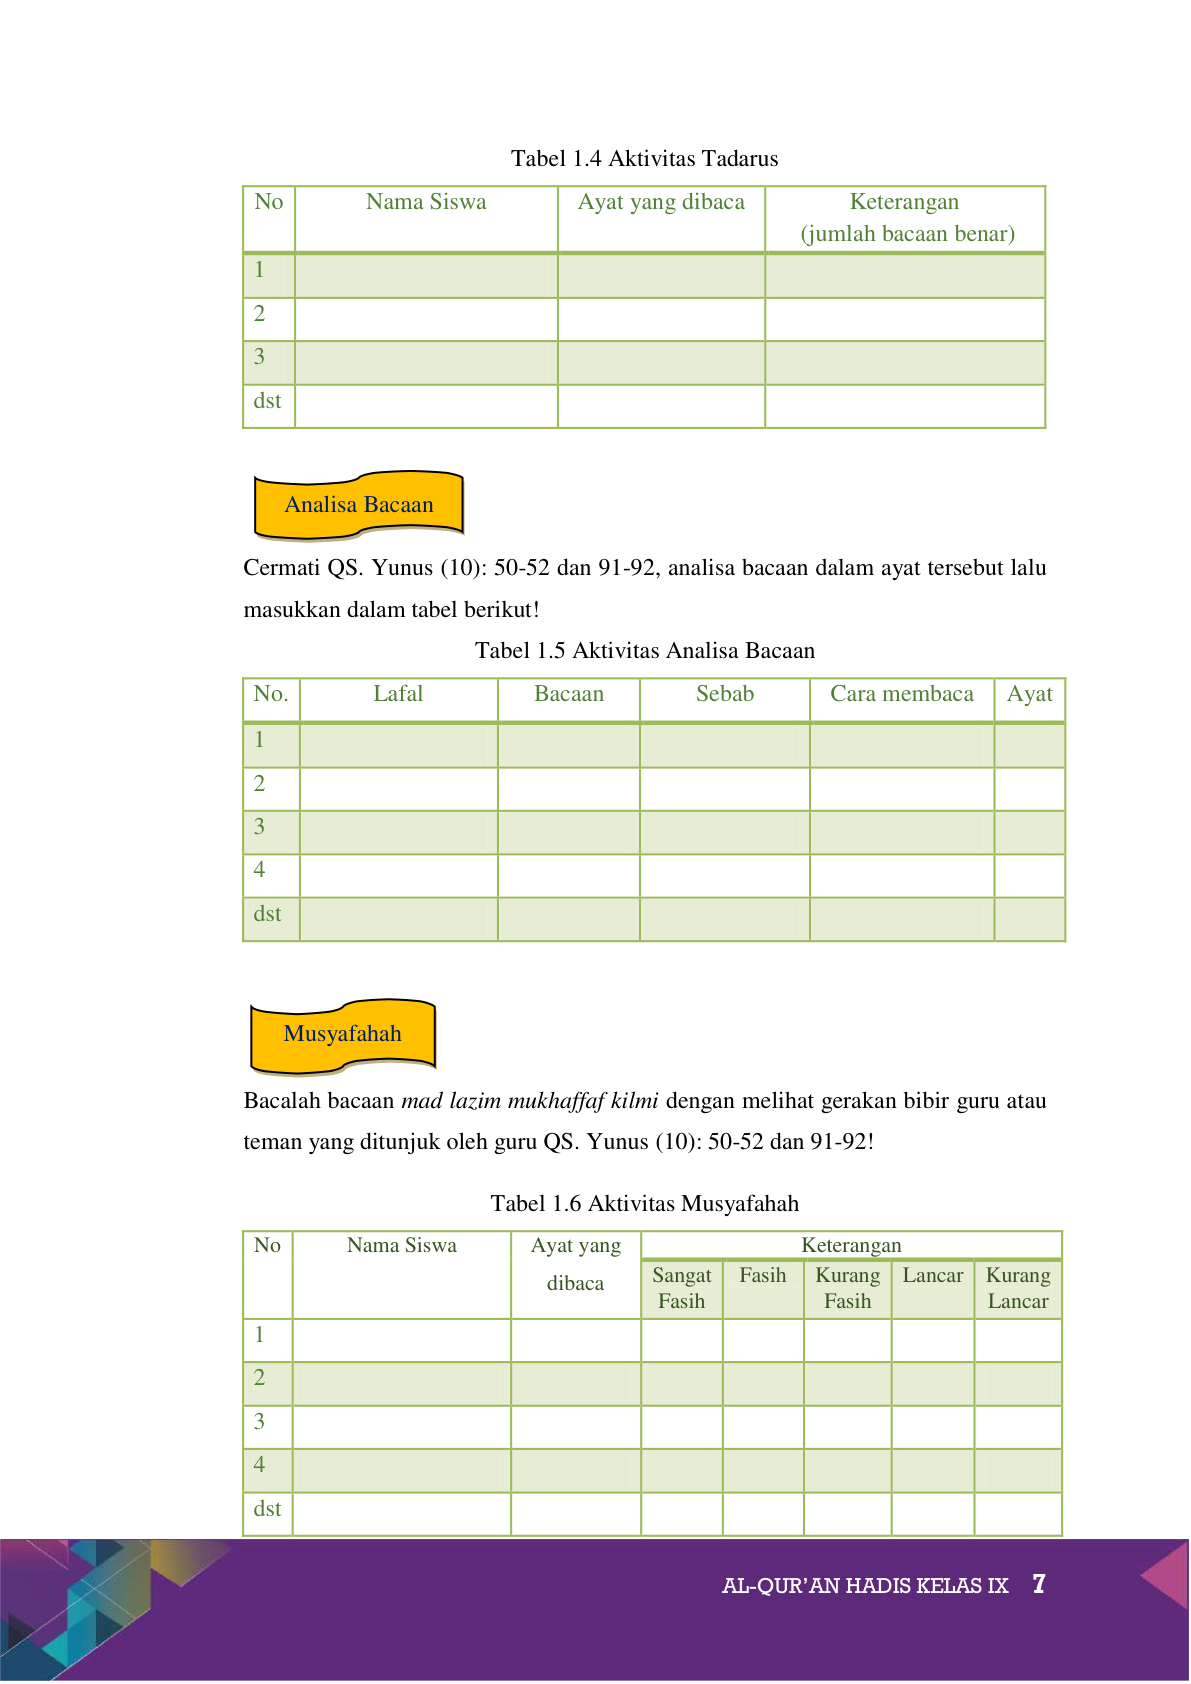 Tabel 1.4 Aktivitas Tadarus
No Nama Siswa Ayat yang dibaca Keterangan
(jumlah bacaan benar)
1
2
3
dst
Analisa Bacaan
Cermati QS. Yunus (10): 50-52 dan 91-92, analisa bacaan dalam ayat tersebut lalu
masukkan dalam tabel berikut!
Tabel 1.5 Aktivitas Analisa Bacaan
No. Lafal Bacaan Sebab Cara membaca Ayat
1
2
3
4
dst
Musyafahah
Bacalah bacaan mad lazim mukhaffaf kilmi dengan melihat gerakan bibir guru atau
teman yang ditunjuk oleh guru QS. Yunus (10): 50-52 dan 91-92!
Tabel 1.6 Aktivitas Musyafahah
No Nama Siswa Ayat yang dibaca Keterangan
Sangat Fasih Fasih Kurang Fasih Lancar Kurang Lancar
1
2
3
4
dst
AL-QUR’AN HADIS KELAS IX 7